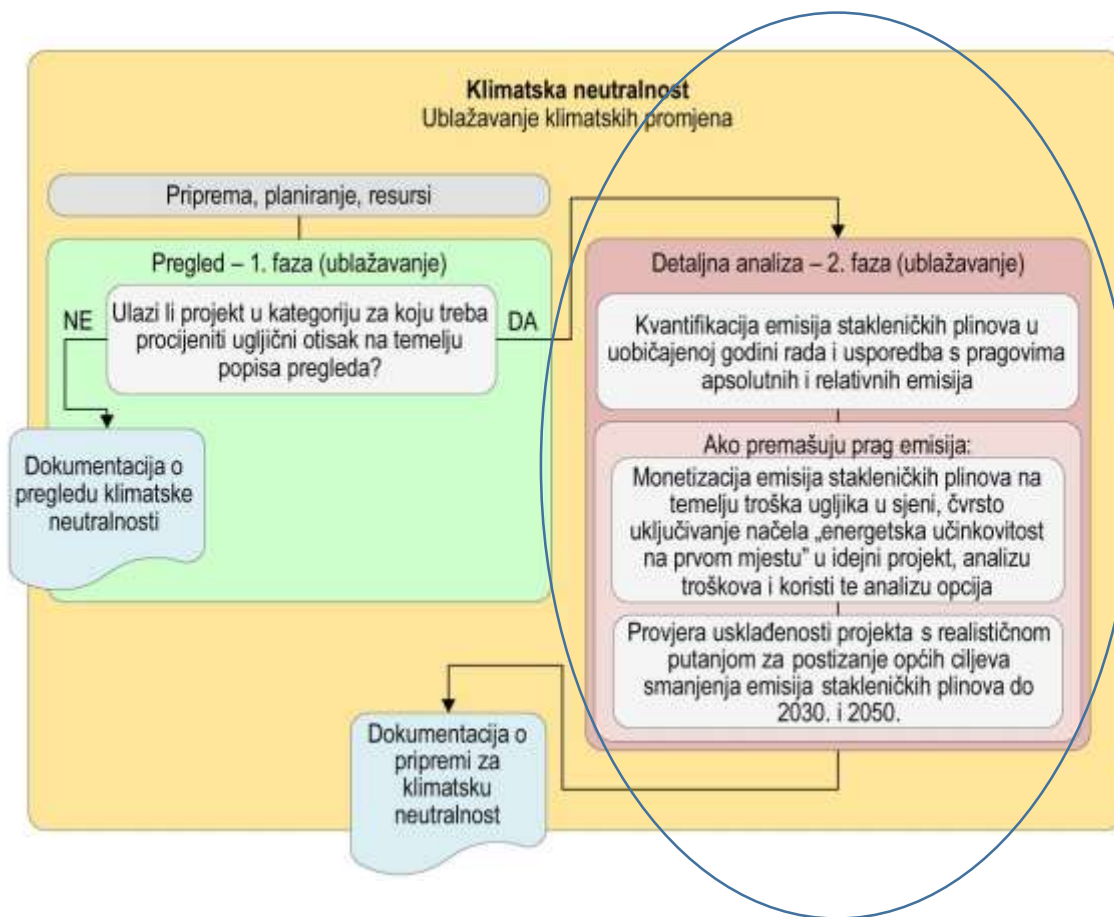 Klimatska neutralnost
Ublažavanje klimatskih promjena
Priprema, planiranje, resursi
Pregled – 1. faza (ublažavanje)
NE
Ulazi li projekt u kategoriju za koju treba
procijeniti ugljični otisak na temelju
popisa pregleda?
DA
Dokumentacija o
pregledu klimatske
neutralnosti
Detaljna analiza – 2. faza (ublažavanje)
Kvantifikacija emisija stakleničkih plinova u
uobičajenoj godini rada i usporedba s pragovima
apsolutnih i relativnih emisija
Ako premašuju prag emisija:
Monetizacija emisija stakleničkih plinova na
temelju troška ugljika u sjeni, čvrsto
uključivanje načela „energetska učinkovitost
na prvom mjestu” u idejni projekt, analizu
troškova i koristi te analizu opcija
Provjera usklađenosti projekta s realističnom
putanjom za postizanje općih ciljeva
smanjenja emisija stakleničkih plinova do
2030. i 2050.
Dokumentacija o
pripremi za
klimatsku
neutralnost